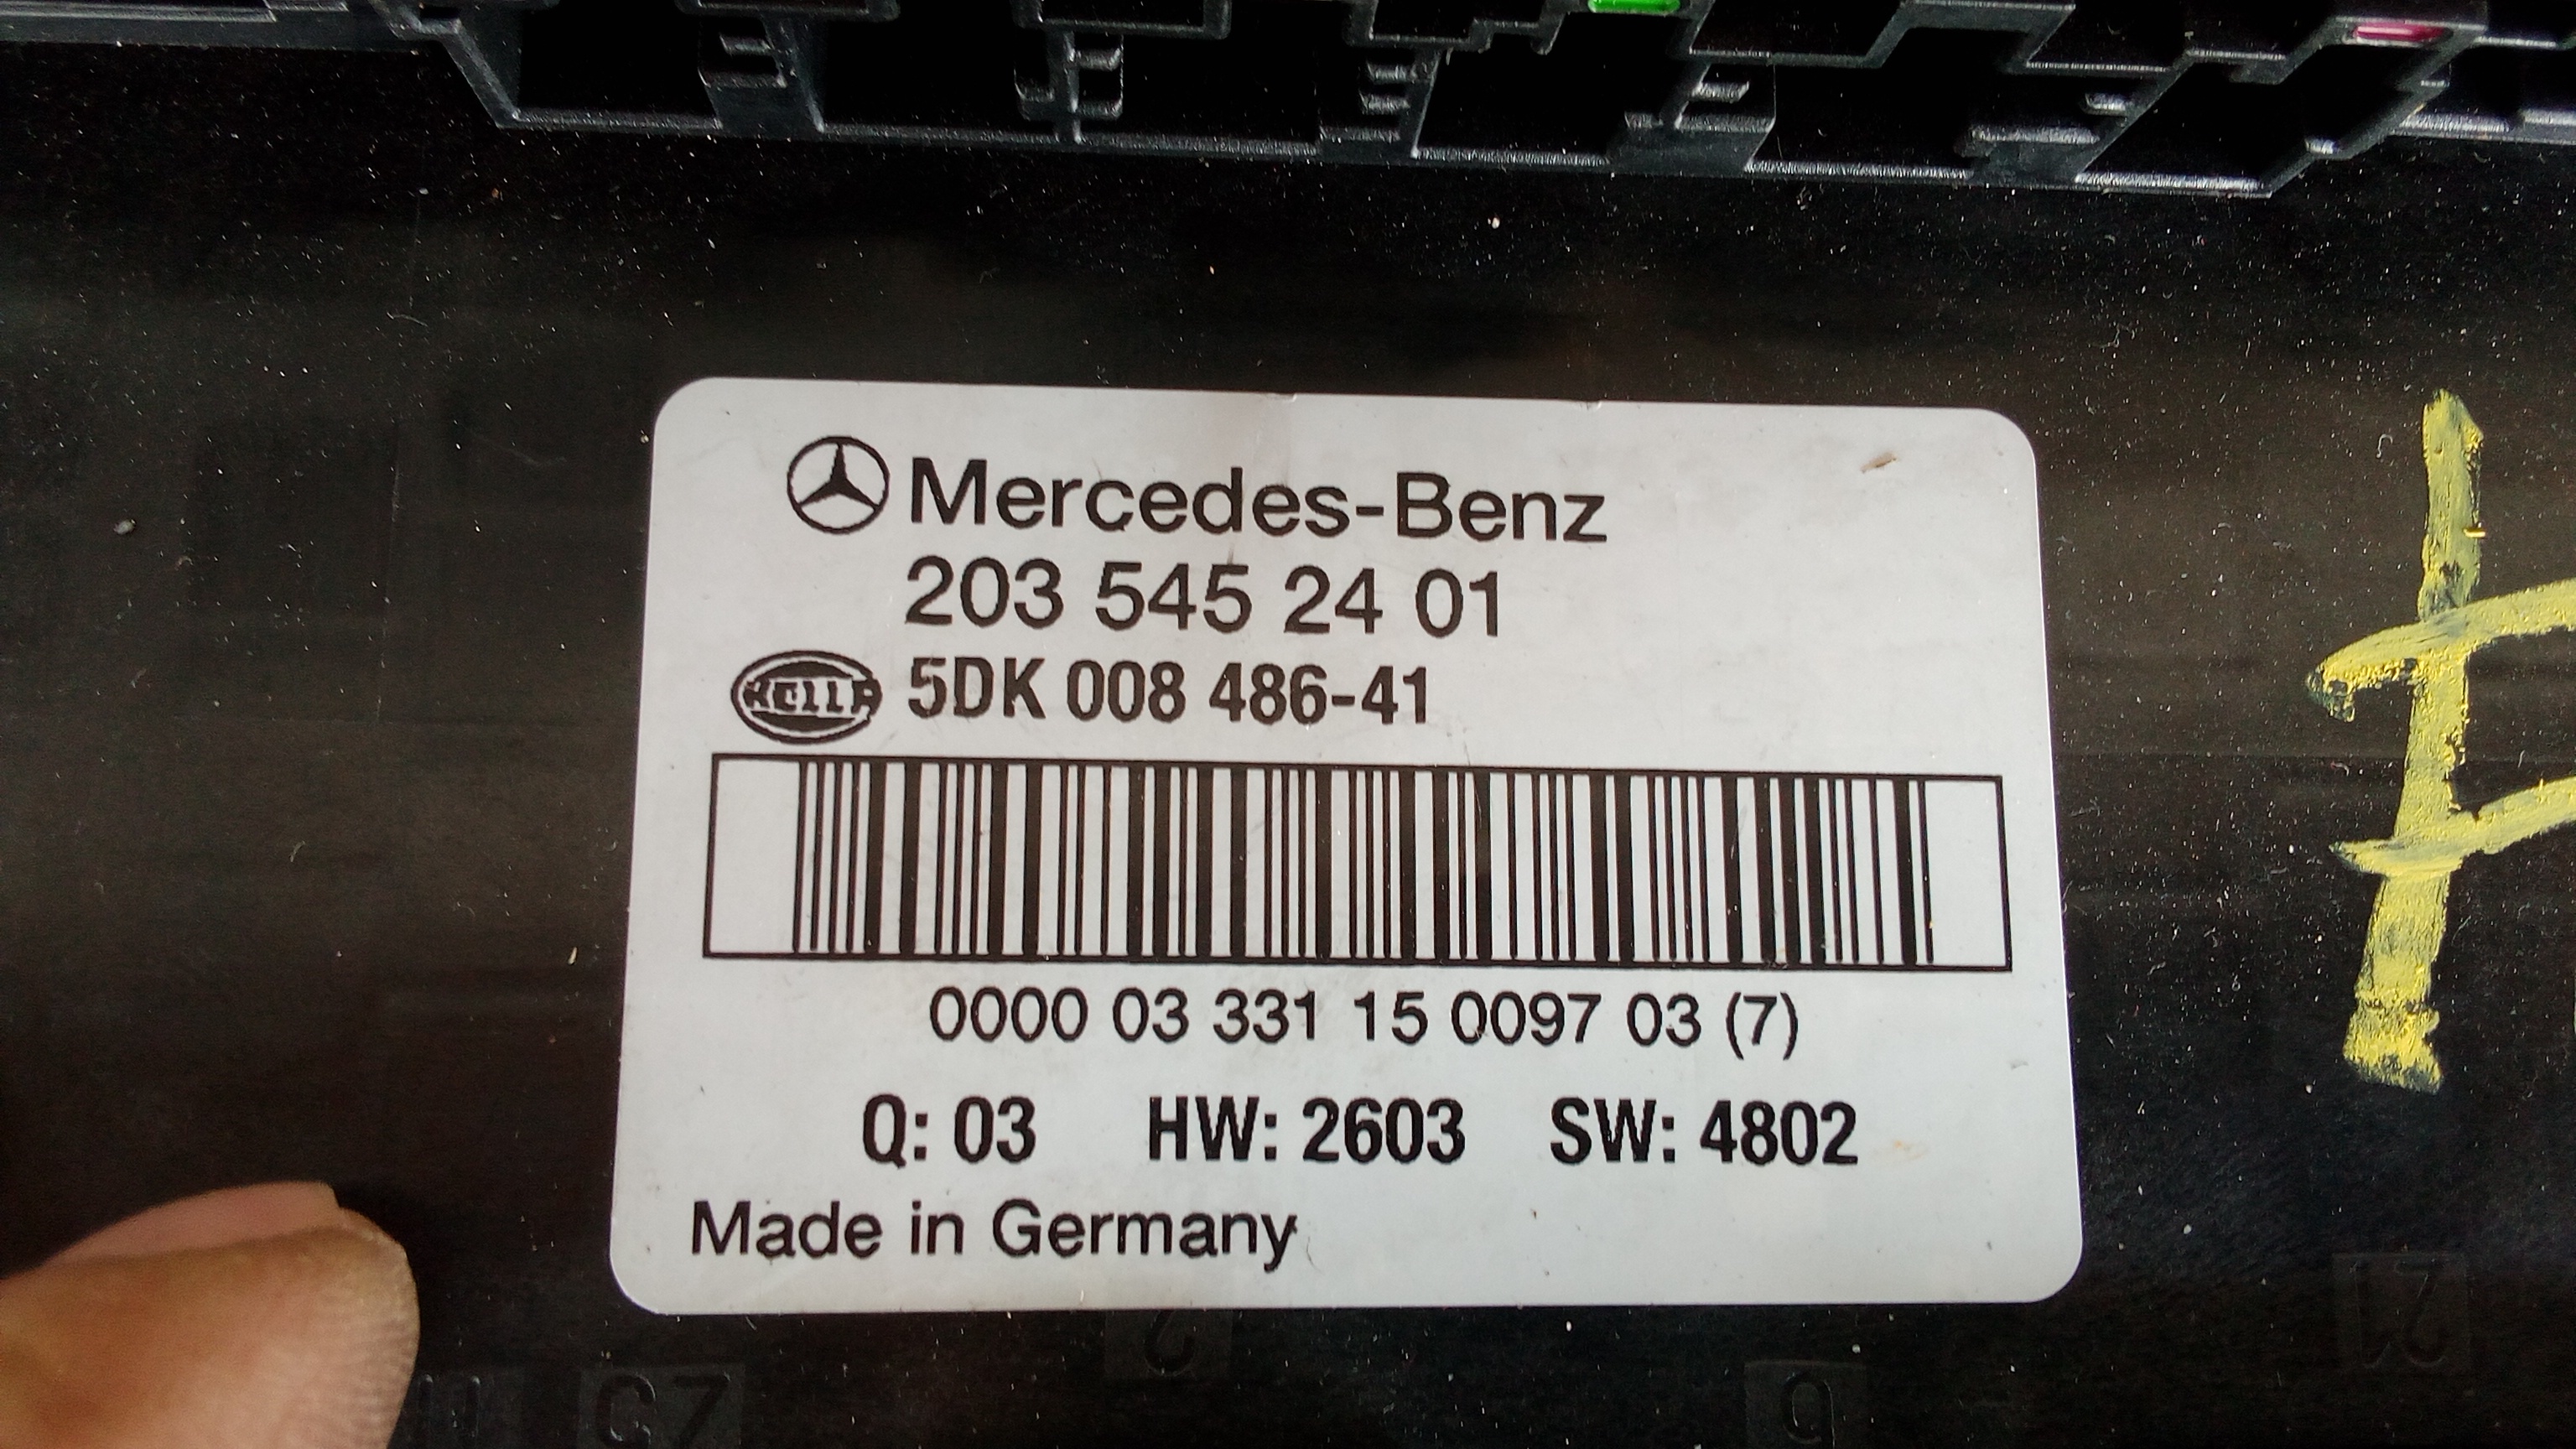 Mercedes-Benz
203 545 24 01
HELLA 5DK 008 486-41
0000 03 331 15 0097 03 (7)
Q: 03 HW: 2603 SW: 4802
Made in Germany